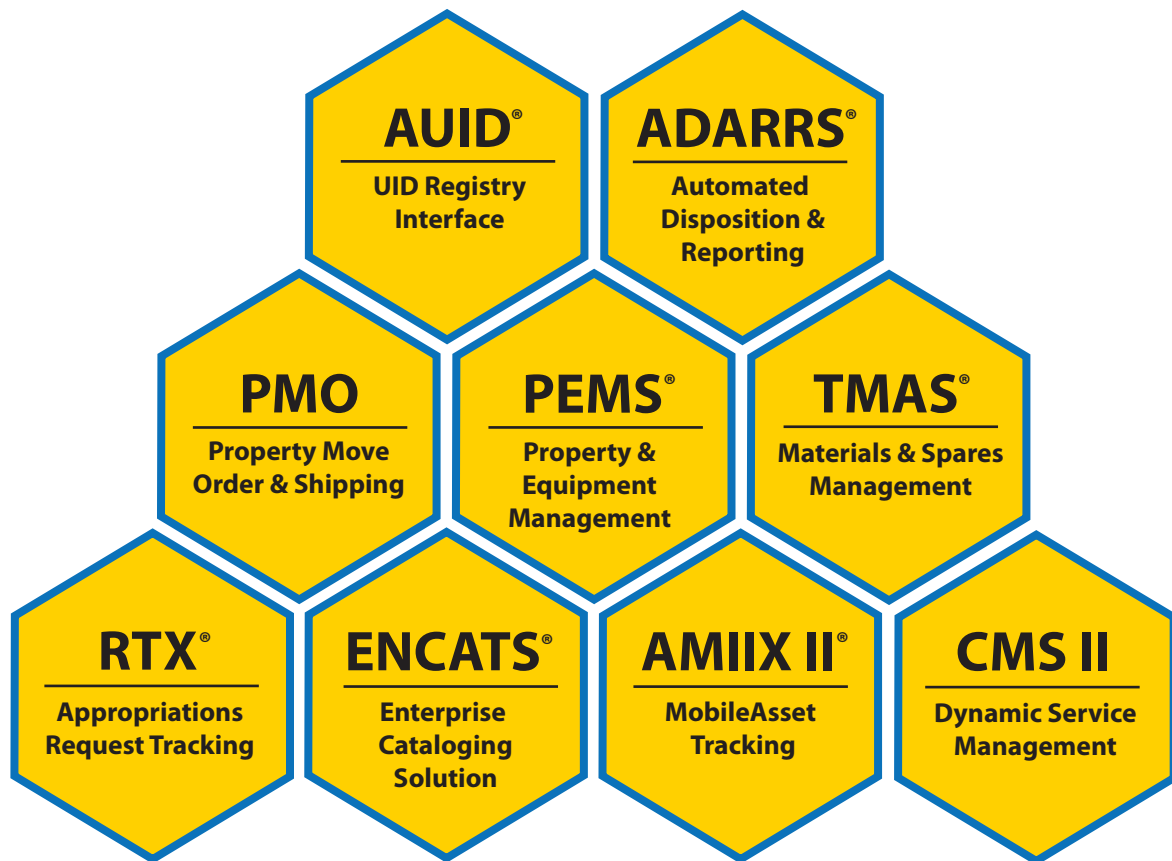 AUID®
UID Registry
Interface
ADARRS®
Automated
Disposition &
Reporting
PMO
Property Move
Order & Shipping
PEMS®
Property &
Equipment
Management
TMAS®
Materials & Spares
Management
RTX®
Appropriations
Request Tracking
ENCATS®
Enterprise
Cataloging
Solution
AMIIX II®
MobileAsset
Tracking
CMS II
Dynamic Service
Management